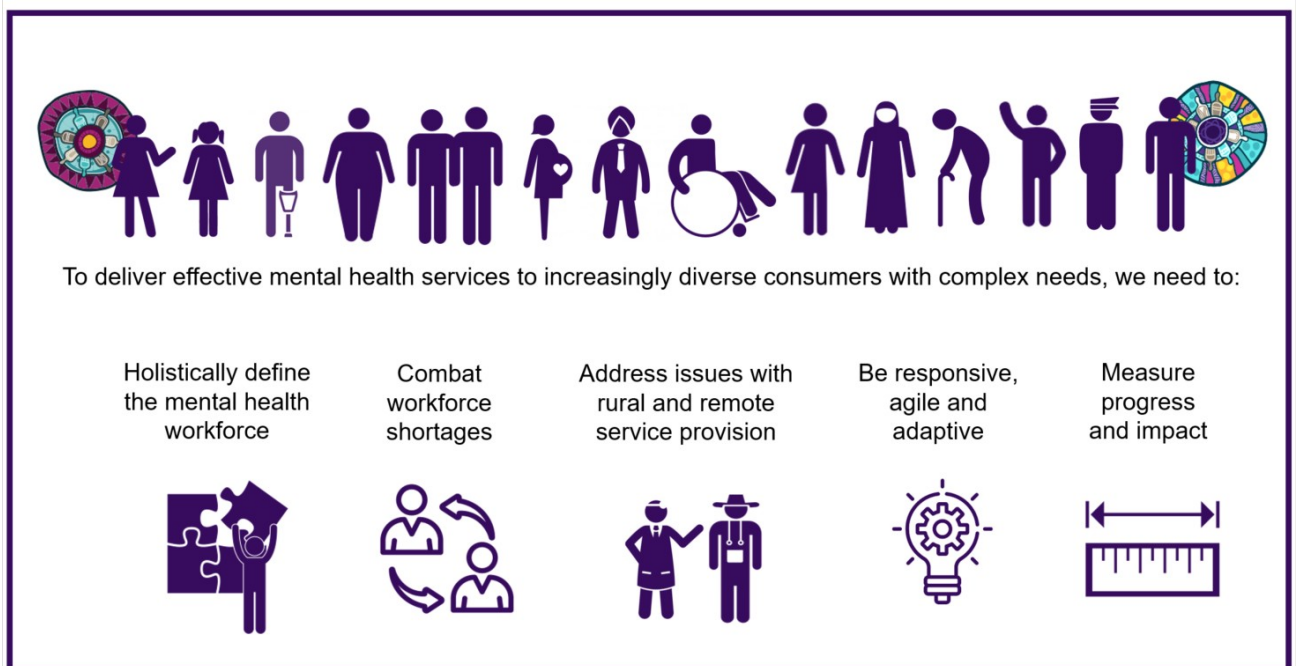 To deliver effective mental health services to increasingly diverse consumers with complex needs, we need to:
Holistically define
the mental health
workforce
Combat
workforce
shortages
Address issues with
rural and remote
service provision
Be responsive,
agile and
adaptive
Measure
progress
and impact